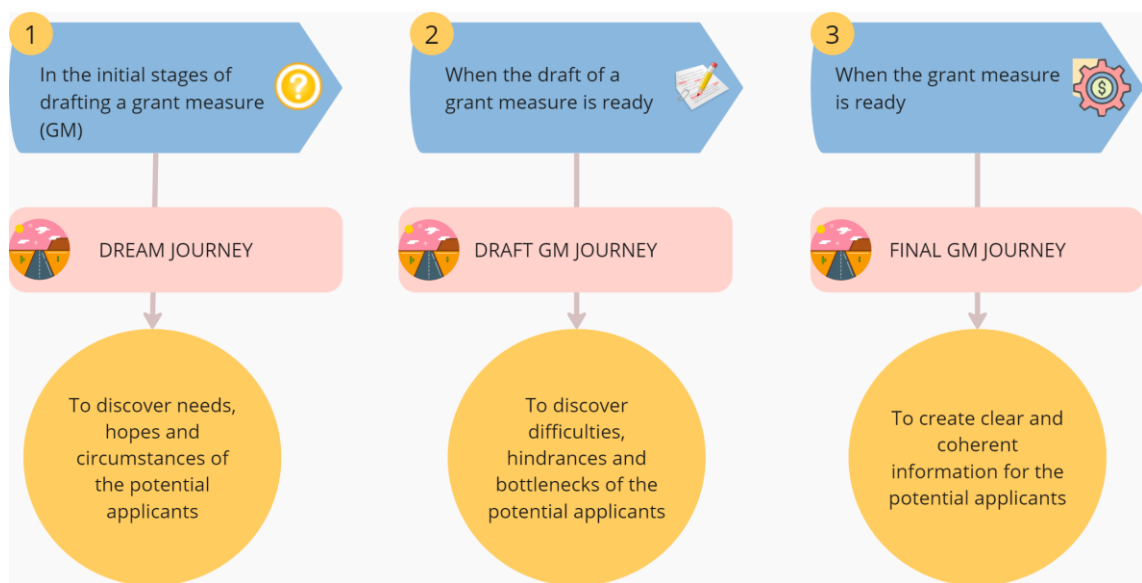 1
In the initial stages of
drafting a grant measure
(GM)
DREAM JOURNEY
To discover needs,
hopes and
circumstances of
the potential
applicants
2
When the draft of a
grant measure is ready
DRAFT GM JOURNEY
To discover
difficulties,
hindrances and
bottlenecks of the
potential applicants
3
When the grant measure
is ready
$
FINAL GM JOURNEY
To create clear and
coherent
information for the
potential applicants